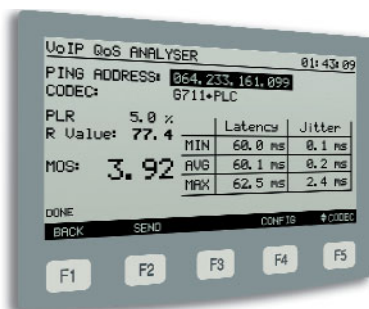 VoIP QoS ANALYSER 01:43:09
PING ADDRESS: 064.233.161.099
CODEC: G711+PLC
PLR 5.0 %
R Value: 77.4
MOS: 3.92
Latency Jitter
MIN 60.0 ms 0.1 ms
AVG 60.1 ms 0.2 ms
MAX 62.5 ms 2.4 ms
DONE
BACK SEND CONFIG ♦CODEC
F1 F2 F3 F4 F5